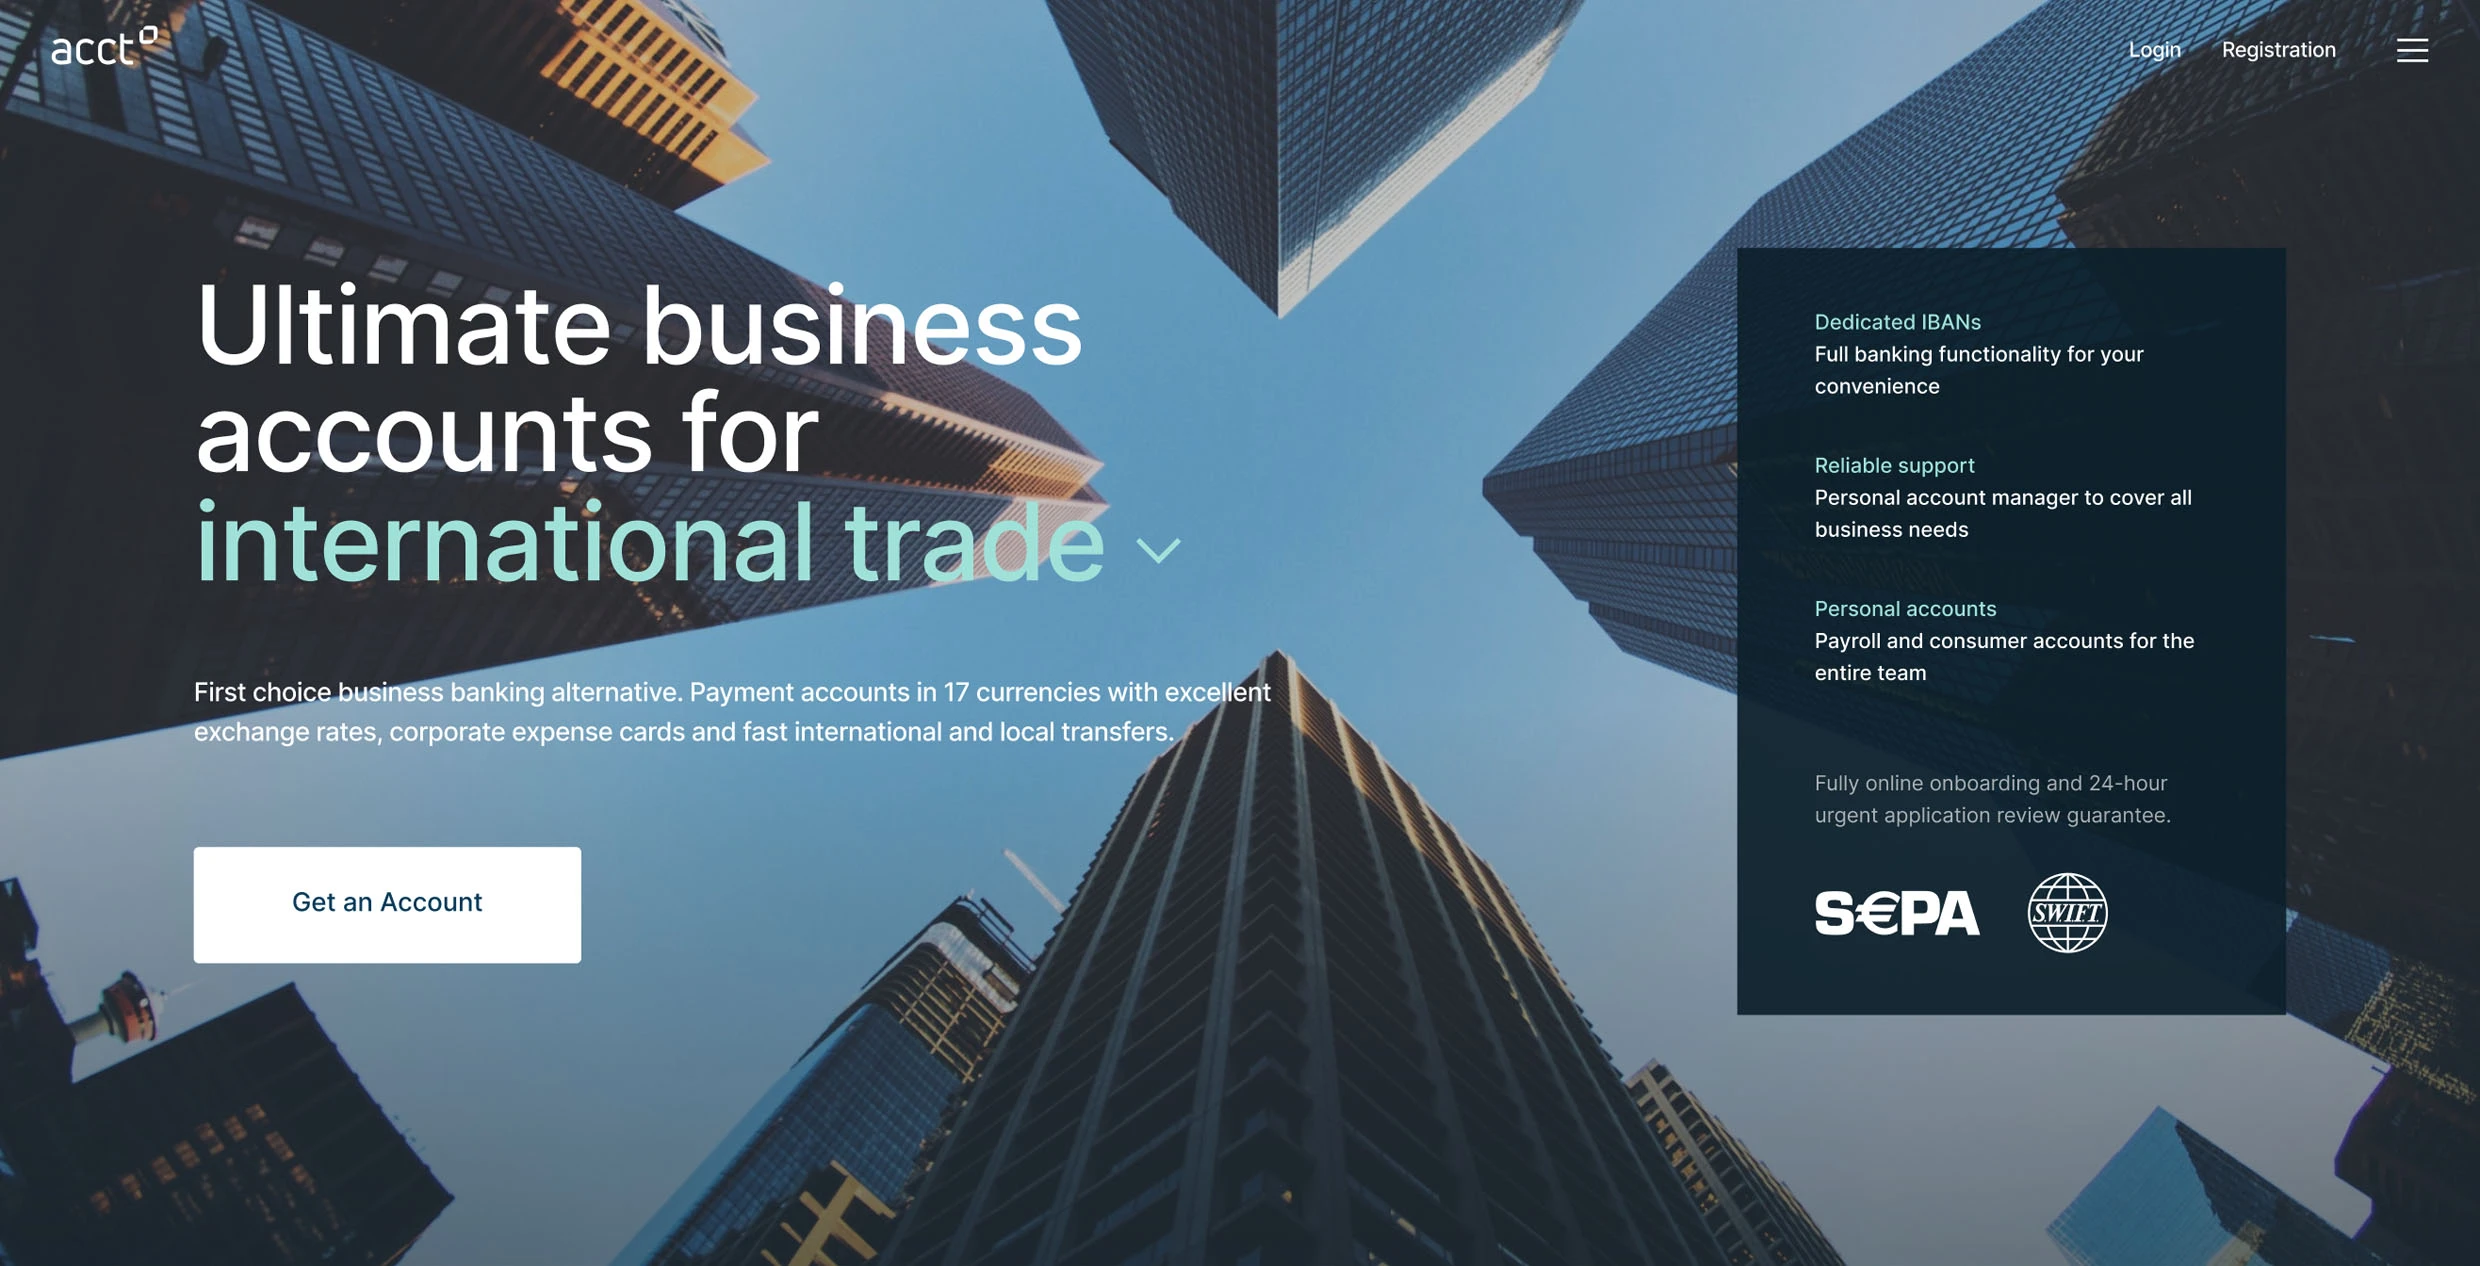 acct
Login
Registration
Ultimate business
accounts for
international trade
First choice business banking alternative. Payment accounts in 17 currencies with excellent
exchange rates, corporate expense cards and fast international and local transfers.
Get an Account
Dedicated IBANs
Full banking functionality for your
convenience
Reliable support
Personal account manager to cover all
business needs
Personal accounts
Payroll and consumer accounts for the
entire team
Fully online onboarding and 24-hour
urgent application review guarantee.
S€PA
S.W.I.F.T.